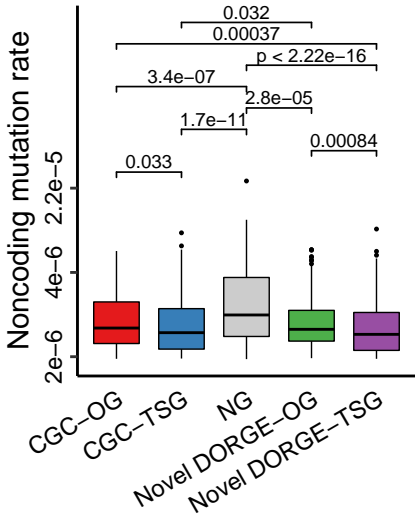 0.032
0.00037
p < 2.22e−16
3.4e−07
2.8e−05
1.7e−11
0.00084
0.033
Noncoding mutation rate
2.2e−5
4e−6
2e−6
CGC−OG
CGC−TSG
NG
Novel DORGE−OG
Novel DORGE−TSG